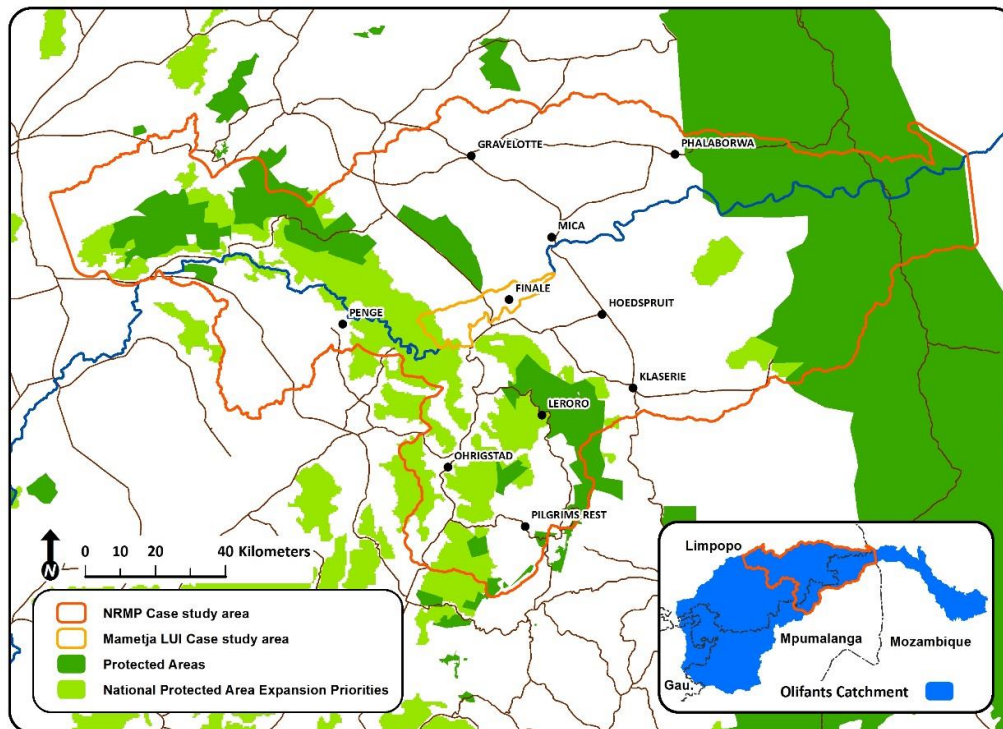 GRAVELOTTE
PHALABORWA
MICA
FINALE
HOEDSPRUIT
PENGE
KLASERIE
LERORO
OHRIGSTAD
PILGRIMS REST
N
0 10 20 40 Kilometers
NRMP Case study area
Mametja LUI Case study area
Protected Areas
National Protected Area Expansion Priorities
Limpopo
Mpumalanga
Mozambique
Gau.
Olifants Catchment